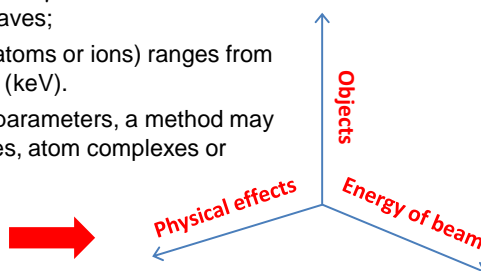 aves;
atoms or ions) ranges from
(keV).
parameters, a method may
es, atom complexes or
Objects
Physical effects
Energy of beam